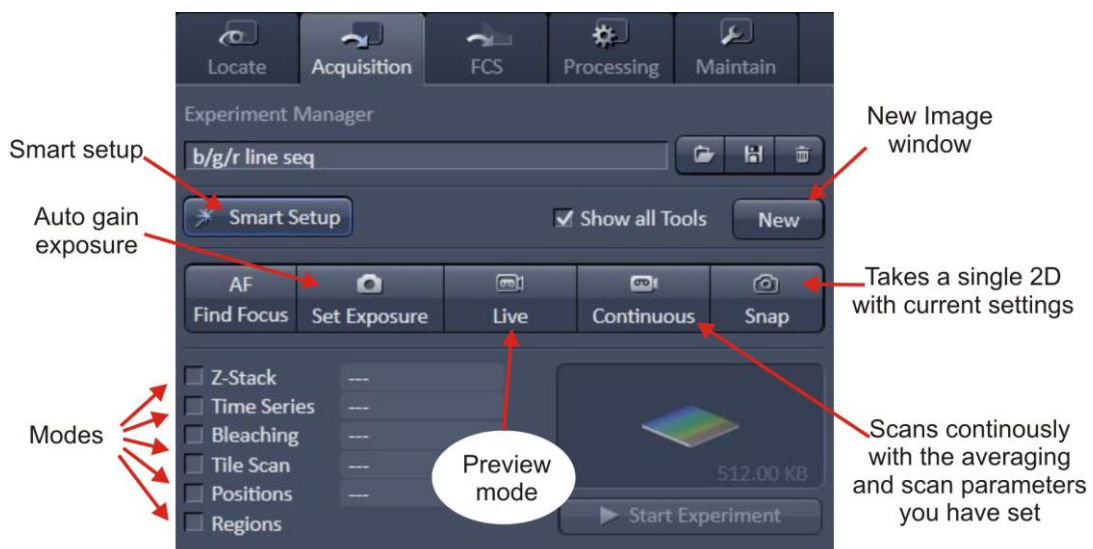 Locate
Acquisition
FCS
Processing
Maintain
Experiment Manager
New Image
window
Smart setup
b/g/r line seq
Smart Setup
Show all Tools
New
Auto gain
exposure
AF
Find Focus
Set Exposure
Live
Continuous
Snap
Takes a single 2D
with current settings
Modes
Z-Stack ---
Time Series ---
Bleaching ---
Tile Scan ---
Positions ---
Regions
Preview
mode
512.00 KB
Start Experiment
Scans continously
with the averaging
and scan parameters
you have set